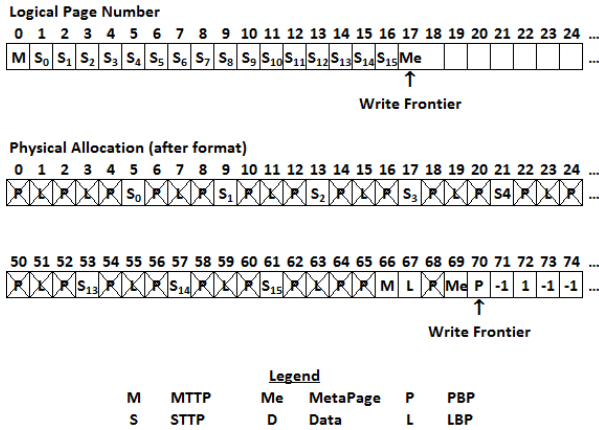 Logical Page Number
0 1 2 3 4 5 6 7 8 9 10 11 12 13 14 15 16 17 18 19 20 21 22 23 24 ...
M S0 S1 S2 S3 S4 S5 S6 S7 S8 S9 S10 S11 S12 S13 S14 S15 Me ...
Write Frontier
Physical Allocation (after format)
0 1 2 3 4 5 6 7 8 9 10 11 12 13 14 15 16 17 18 19 20 21 22 23 24 ...
P L P L P S0 P L P S1 P L P S2 P L P S3 P L P S4 P L P ...
50 51 52 53 54 55 56 57 58 59 60 61 62 63 64 65 66 67 68 69 70 71 72 73 74 ...
P L P S13 P L P S14 P L P S15 P L P P M L P Me P -1 1 -1 -1 ...
Write Frontier
Legend
M MTTP Me MetaPage P PBP
S STTP D Data L LBP